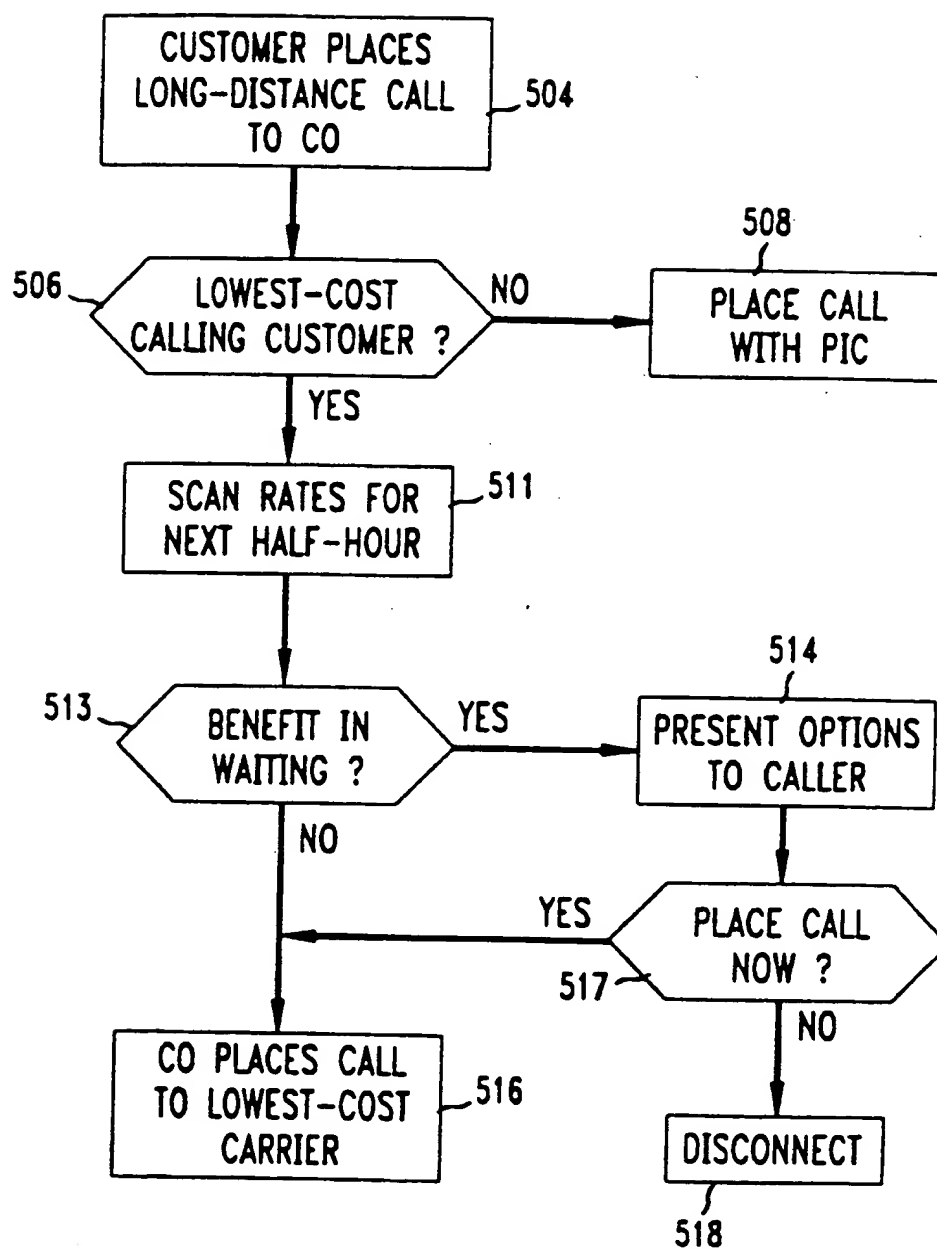 CUSTOMER PLACES
LONG-DISTANCE CALL
TO CO
504
506
LOWEST-COST
CALLING CUSTOMER ?
NO
508
PLACE CALL
WITH PIC
YES
SCAN RATES FOR
NEXT HALF-HOUR
511
513
BENEFIT IN
WAITING ?
YES
514
PRESENT OPTIONS
TO CALLER
NO
YES
PLACE CALL
NOW ?
517
NO
CO PLACES CALL
TO LOWEST-COST
CARRIER
516
DISCONNECT
518